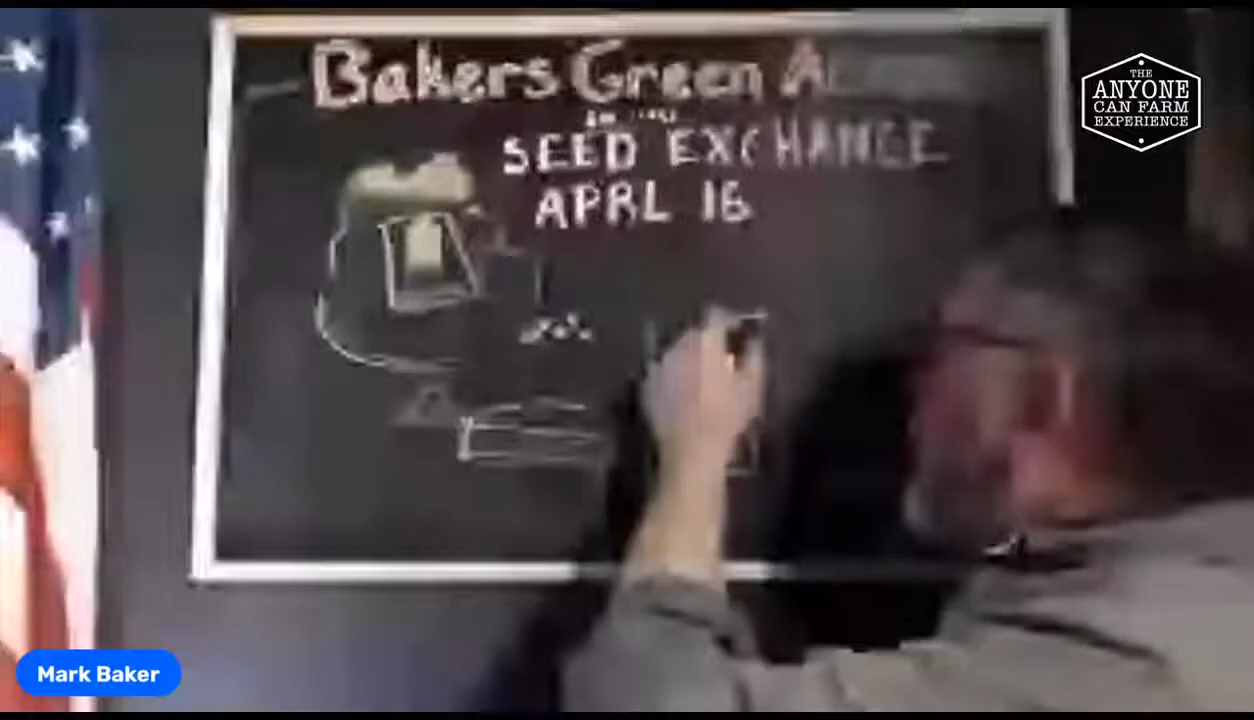 Bakers Green
SEED EXCHANGE
APRL 16
THE
ANYONE
CAN FARM
EXPERIENCE
Mark Baker